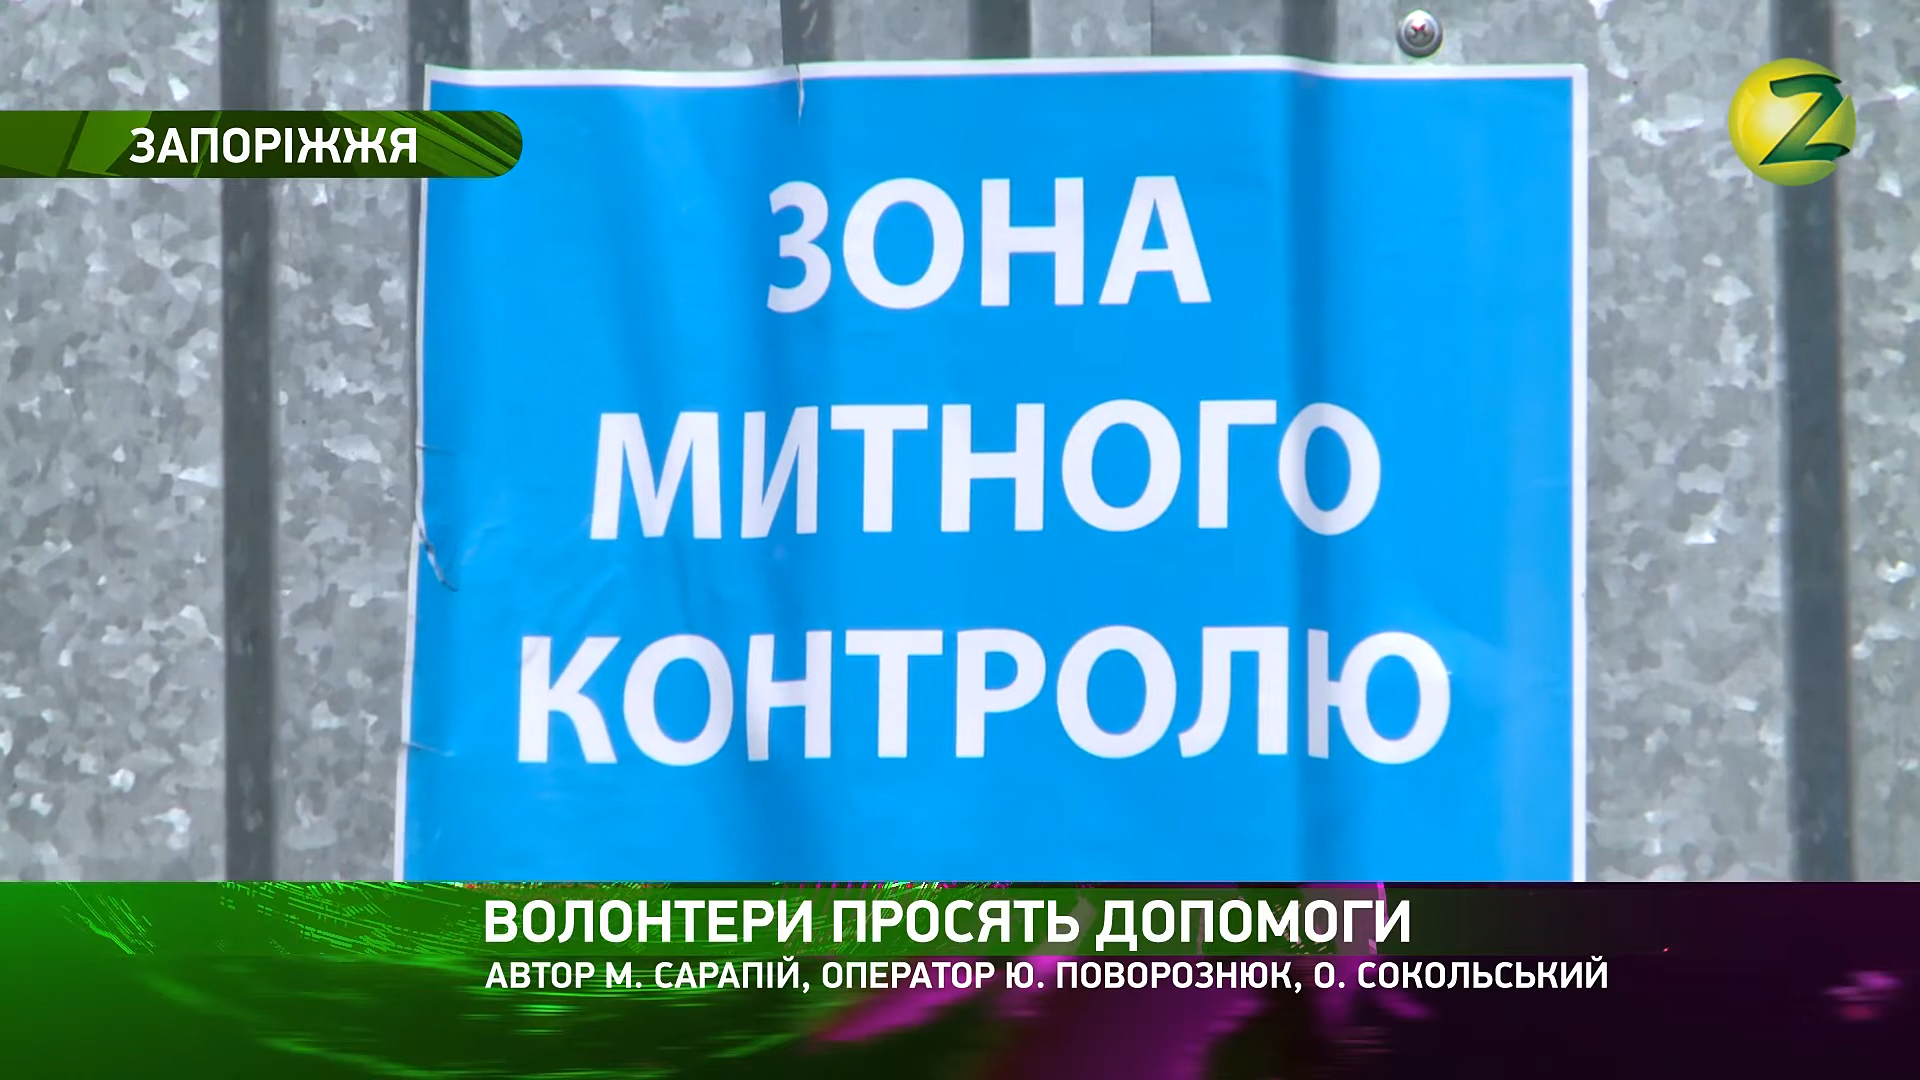 ЗАПОРІЖЖЯ
Z
ЗОНА
МИТНОГО
КОНТРОЛЮ
ВОЛОНТЕРИ ПРОСЯТЬ ДОПОМОГИ
АВТОР М. САРАПІЙ, ОПЕРАТОР Ю. ПОВОРОЗНЮК, О. СОКОЛЬСЬКИЙ